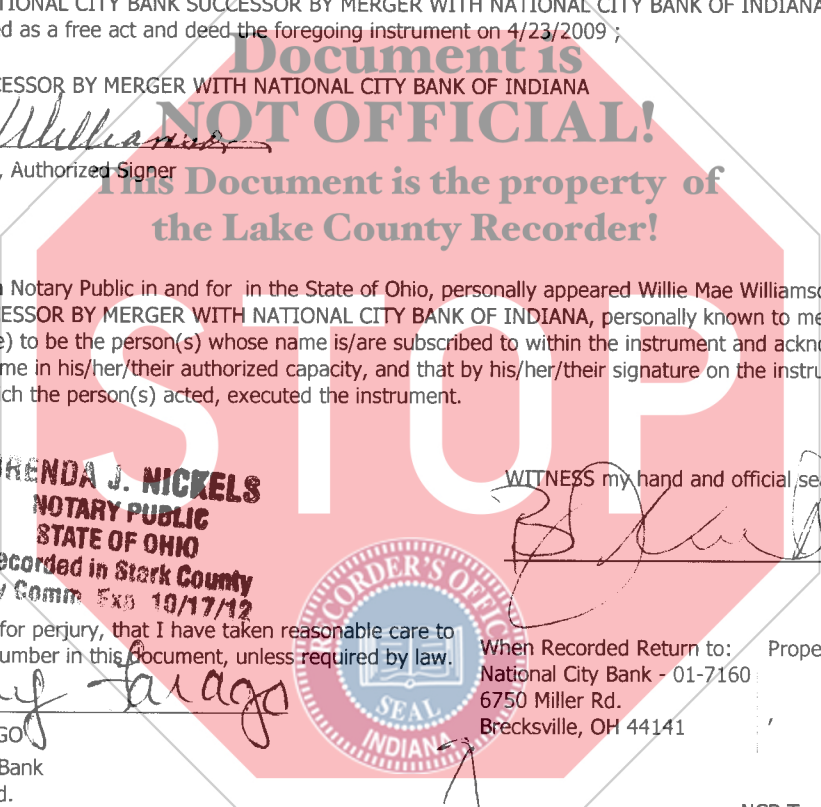 TIONAL CITY BANK SUCCESSOR BY MERGER WITH NATIONAL CITY BANK OF INDIANA
ed as a free act and deed the foregoing instrument on 4/23/2009 ;
Document is
CESSOR BY MERGER WITH NATIONAL CITY BANK OF INDIANA
NOT OFFICIAL!
Williamson
, Authorized Signer
This Document is the property of
the Lake County Recorder!
Notary Public in and for in the State of Ohio, personally appeared Willie Mae Williamso
ESSOR BY MERGER WITH NATIONAL CITY BANK OF INDIANA, personally known to me
e) to be the person(s) whose name is/are subscribed to within the instrument and ackno
me in his/her/their authorized capacity, and that by his/her/their signature on the instru
ch the person(s) acted, executed the instrument.
STOP
BRENDA J. NICKELS
NOTARY PUBLIC
STATE OF OHIO
ecorded in Stark County
y Comm Exp 10/17/12
WITNESS my hand and official se
for perjury, that I have taken reasonable care to
umber in this document, unless required by law.
Farago
GO
Bank
d.
RECORDER'S OFFIC
SEAL
INDIANA
When Recorded Return to:
National City Bank - 01-7160
6750 Miller Rd.
Brecksville, OH 44141
Prope
,